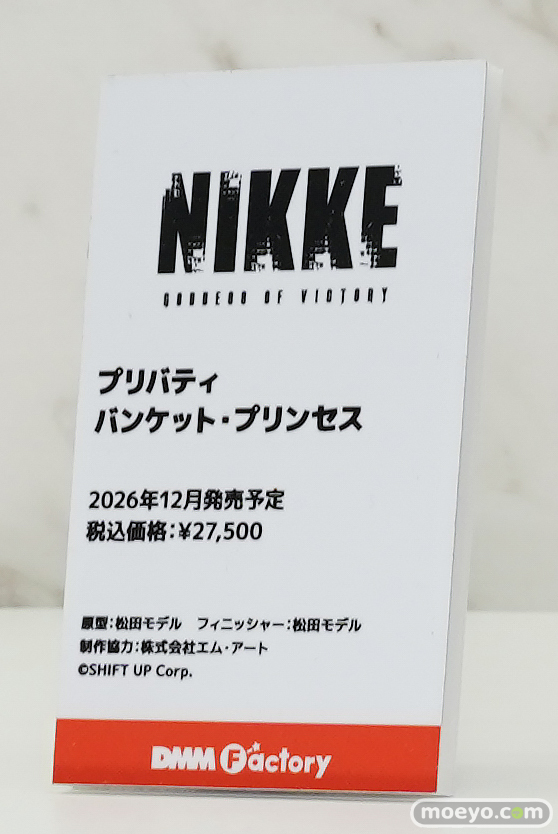 NIKKE
GODDESS OF VICTORY
プリバティ
バンケット・プリンセス
2026年12月発売予定
税込価格：¥27,500
原型：松田モデル　フィニッシャー：松田モデル
制作協力：株式会社エム・アート
©SHIFT UP Corp.
DMM Factory
moeyo.com